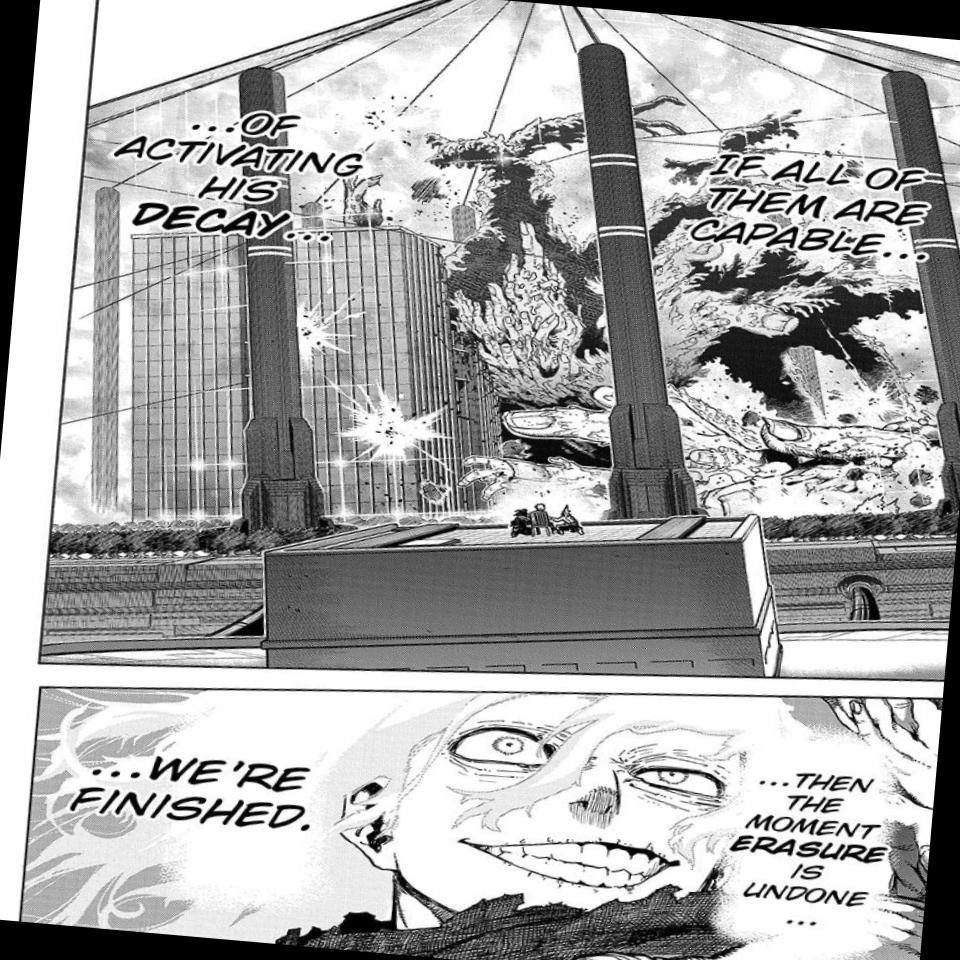 IF ALL OF
THEM ARE
CAPABLE...
...OF
ACTIVATING
HIS
DECAY...
...THEN
THE
MOMENT
ERASURE
IS
UNDONE
...
...WE'RE
FINISHED.